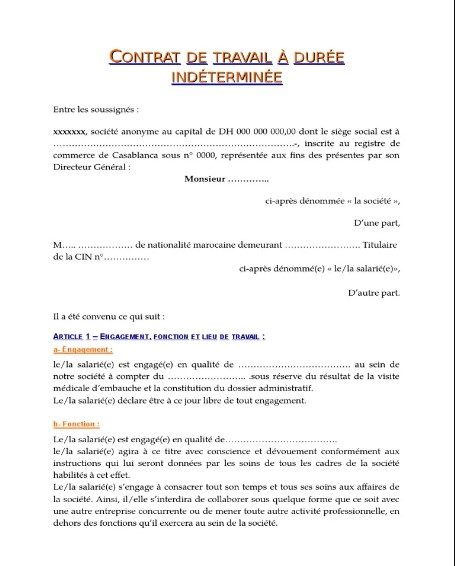 CONTRAT DE TRAVAIL À DURÉE
INDÉTERMINÉE
Entre les soussignés :
xxxxxxx, société anonyme au capital de DH 000 000 000,00 dont le siège social est à
…………………………………………………………………-, inscrite au registre de
commerce de Casablanca sous n° 0000, représentée aux fins des présentes par son
Directeur Général :
Monsieur …………..
ci-après dénommée « la société »,
D'une part,
M….. ……………… de nationalité marocaine demeurant ……………………. Titulaire
de la CIN n°……………
ci-après dénommé(e) « le/la salarié(e)»,
D'autre part.
Il a été convenu ce qui suit :
ARTICLE 1 – ENGAGEMENT, FONCTION ET LIEU DE TRAVAIL :
a- Engagement :
le/la salarié(e) est engagé(e) en qualité de ……………………………… au sein de
notre société à compter du ……………………. .sous réserve du résultat de la visite
médicale d'embauche et la constitution du dossier administratif.
Le/la salarié(e) déclare être à ce jour libre de tout engagement.
b- Fonction :
Le/la salarié(e) est engagé(e) en qualité de……………………………….
le/la salarié(e) agira à ce titre avec conscience et dévouement conformément aux
instructions qui lui seront données par les soins de tous les cadres de la société
habilités à cet effet.
Le/la salarié(e) s'engage à consacrer tout son temps et tous ses soins aux affaires de
la société. Ainsi, il/elle s'interdira de collaborer sous quelque forme que ce soit avec
une autre entreprise concurrente ou de mener toute autre activité professionnelle, en
dehors des fonctions qu'il exercera au sein de la société.